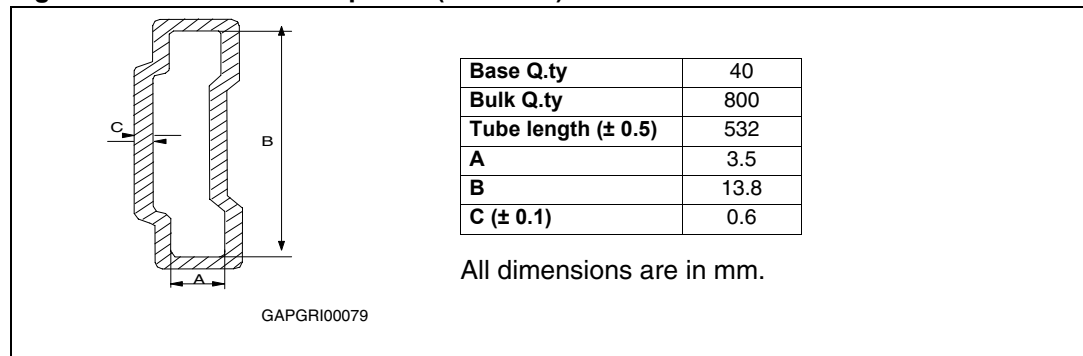 C
B
A
GAPGRI00079
Base Q.ty 40
Bulk Q.ty 800
Tube length (± 0.5) 532
A 3.5
B 13.8
C (± 0.1) 0.6
All dimensions are in mm.